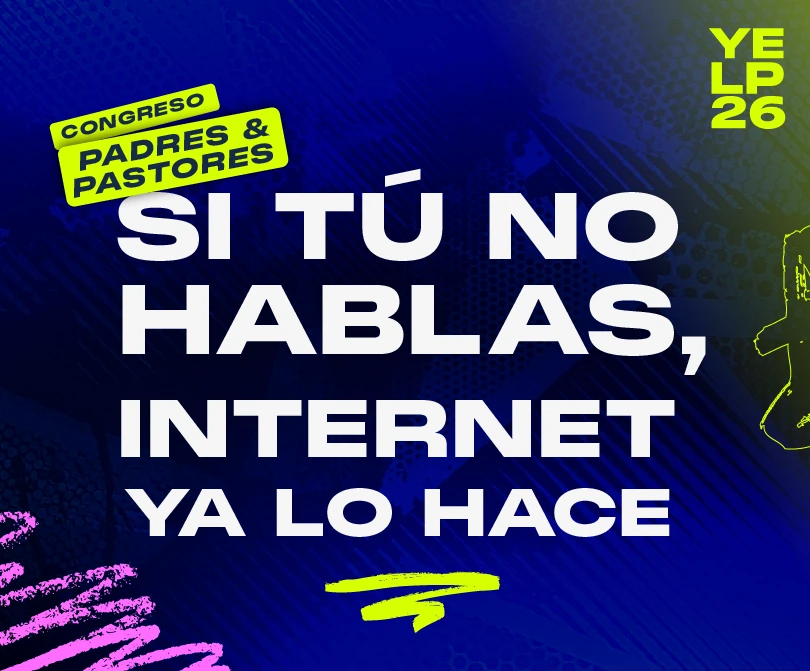 YE
LP
26
CONGRESO
PADRES &
PASTORES
SI TÚ NO
HABLAS,
INTERNET
YA LO HACE